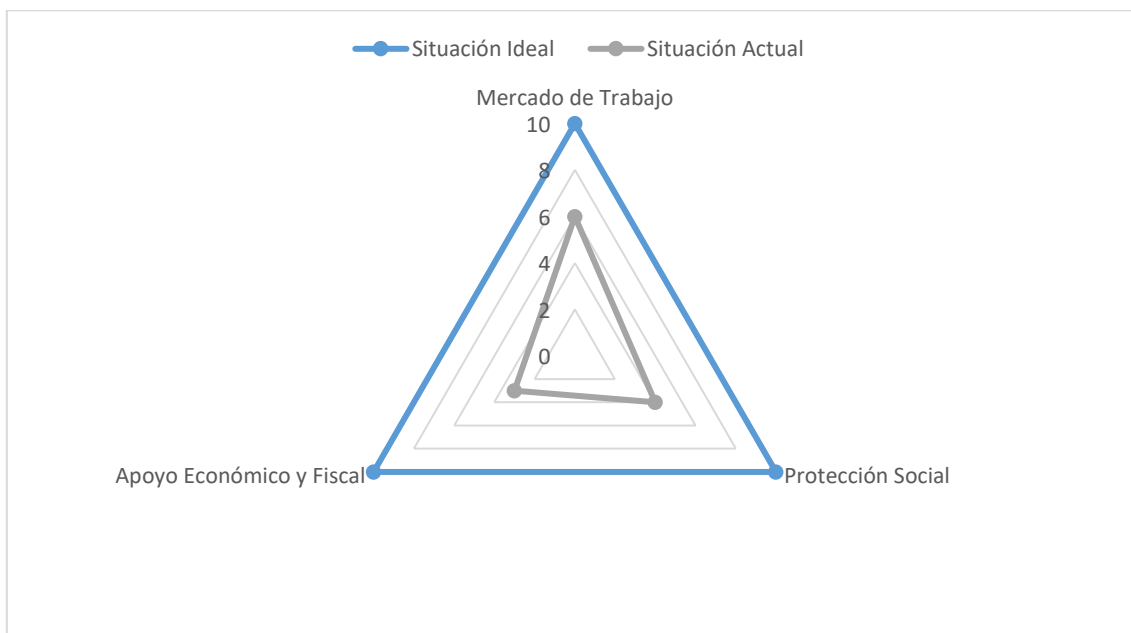 Situación Ideal
Situación Actual
Mercado de Trabajo
10
8
6
4
2
0
Apoyo Económico y Fiscal
Protección Social